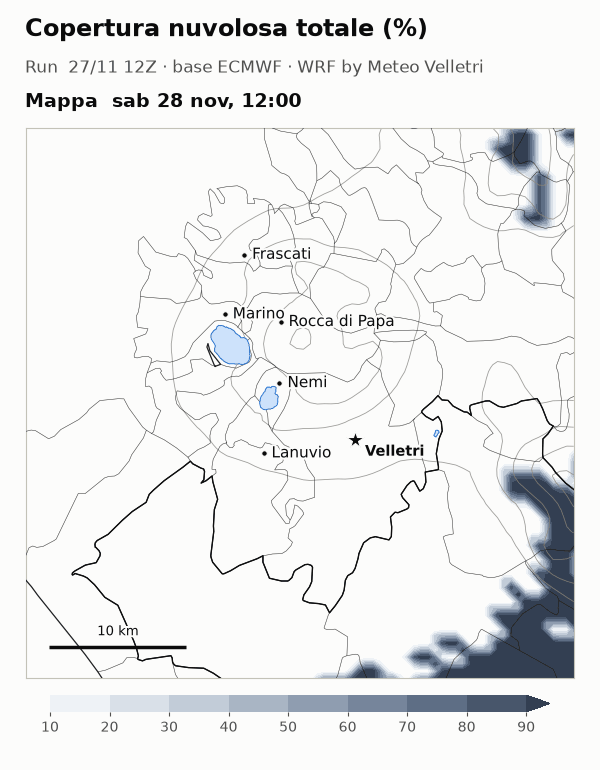 Copertura nuvolosa totale (%)
Run  27/11 12Z · base ECMWF · WRF by Meteo Velletri
Mappa  sab 28 nov, 12:00
Frascati
Marino
Rocca di Papa
Nemi
Velletri
Lanuvio
10 km
10 20 30 40 50 60 70 80 90